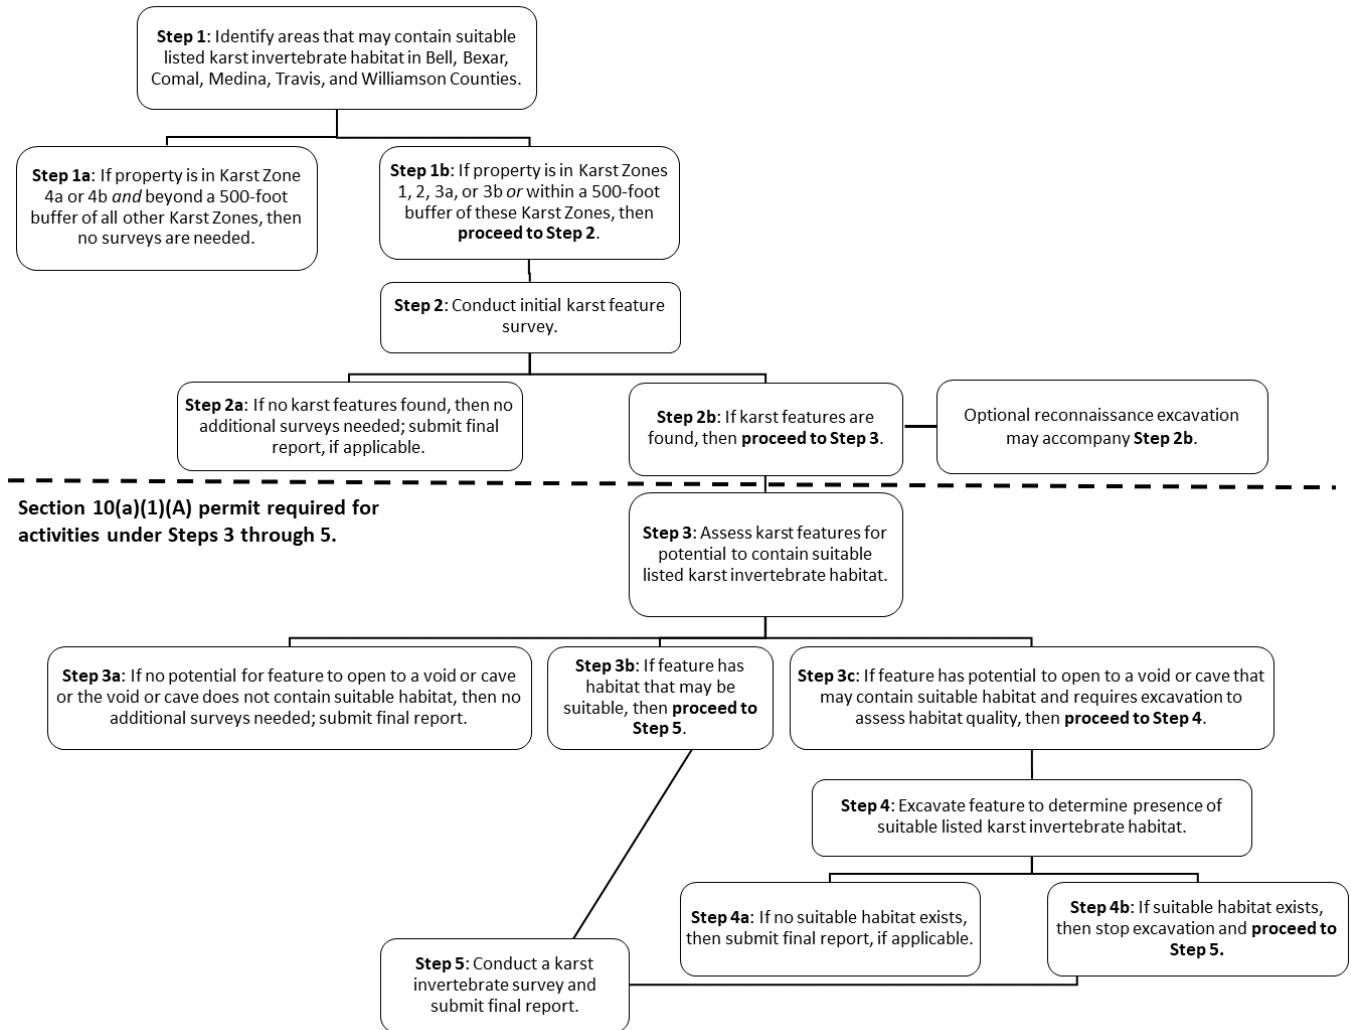 Step 1: Identify areas that may contain suitable
listed karst invertebrate habitat in Bell, Bexar,
Comal, Medina, Travis, and Williamson Counties.
Step 1a: If property is in Karst Zone
4a or 4b and beyond a 500-foot
buffer of all other Karst Zones, then
no surveys are needed.
Step 1b: If property is in Karst Zones
1, 2, 3a, or 3b or within a 500-foot
buffer of these Karst Zones, then
proceed to Step 2.
Step 2: Conduct initial karst feature
survey.
Step 2a: If no karst features found, then no
additional surveys needed; submit final
report, if applicable.
Step 2b: If karst features are
found, then proceed to Step 3.
Optional reconnaissance excavation
may accompany Step 2b.
Section 10(a)(1)(A) permit required for
activities under Steps 3 through 5.
Step 3: Assess karst features for
potential to contain suitable
listed karst invertebrate habitat.
Step 3a: If no potential for feature to open to a void or cave
or the void or cave does not contain suitable habitat, then no
additional surveys needed; submit final report.
Step 3b: If feature has
habitat that may be
suitable, then proceed to
Step 5.
Step 3c: If feature has potential to open to a void or cave that
may contain suitable habitat and requires excavation to
assess habitat quality, then proceed to Step 4.
Step 4: Excavate feature to determine presence of
suitable listed karst invertebrate habitat.
Step 4a: If no suitable habitat exists,
then submit final report, if applicable.
Step 4b: If suitable habitat exists,
then stop excavation and proceed to
Step 5.
Step 5: Conduct a karst
invertebrate survey and
submit final report.